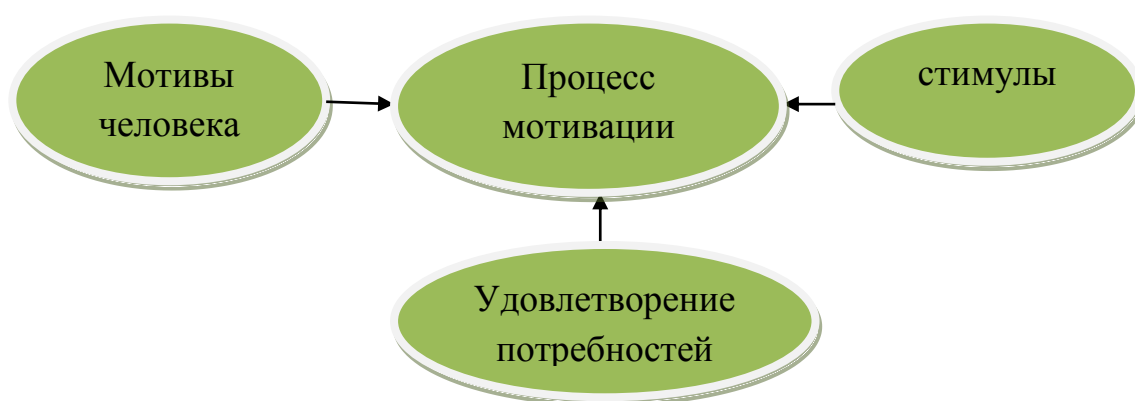 Мотивы
человека
Процесс
мотивации
стимулы
Удовлетворение
потребностей